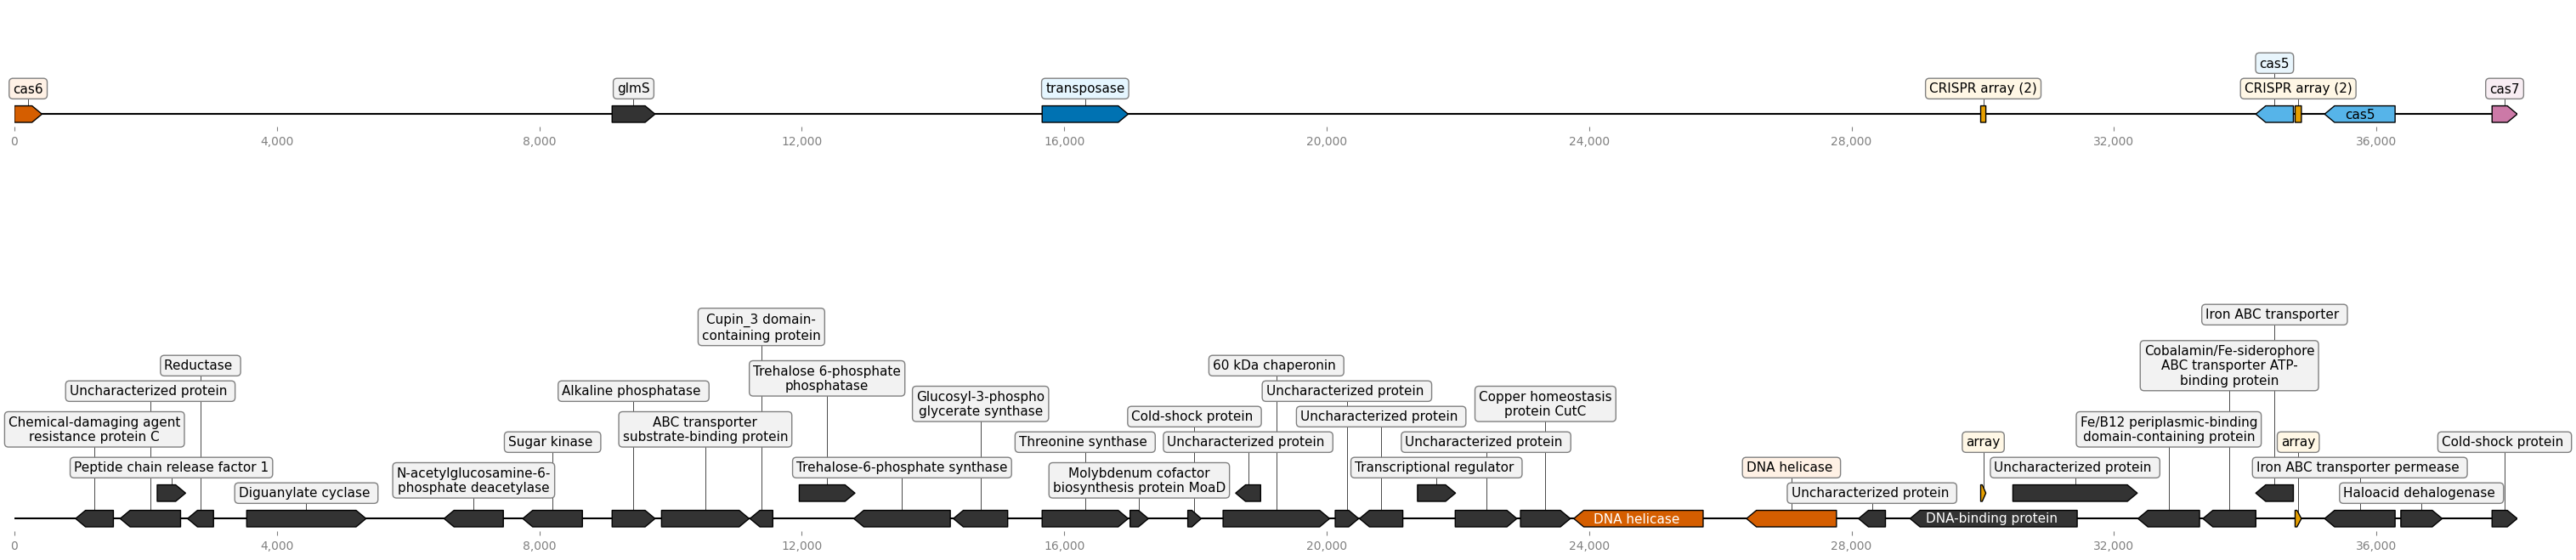 cas5
cas6
glmS
transposase
CRISPR array (2)
CRISPR array (2)
cas7
cas5
0
4,000
8,000
12,000
16,000
20,000
24,000
28,000
32,000
36,000
Iron ABC transporter
Cupin_3 domain-
containing protein
Cobalamin/Fe-siderophore
ABC transporter ATP-
binding protein
Reductase
60 kDa chaperonin
Trehalose 6-phosphate
phosphatase
Uncharacterized protein
Alkaline phosphatase
Uncharacterized protein
Glucosyl-3-phospho
glycerate synthase
Copper homeostasis
protein CutC
Cold-shock protein
Uncharacterized protein
Chemical-damaging agent
resistance protein C
ABC transporter
substrate-binding protein
Fe/B12 periplasmic-binding
domain-containing protein
Sugar kinase
Threonine synthase
Uncharacterized protein
Uncharacterized protein
array
array
Cold-shock protein
Peptide chain release factor 1
Trehalose-6-phosphate synthase
Transcriptional regulator
DNA helicase
Uncharacterized protein
Iron ABC transporter permease
N-acetylglucosamine-6-
phosphate deacetylase
Molybdenum cofactor
biosynthesis protein MoaD
Diguanylate cyclase
Uncharacterized protein
Haloacid dehalogenase
DNA helicase
DNA-binding protein
0
4,000
8,000
12,000
16,000
20,000
24,000
28,000
32,000
36,000